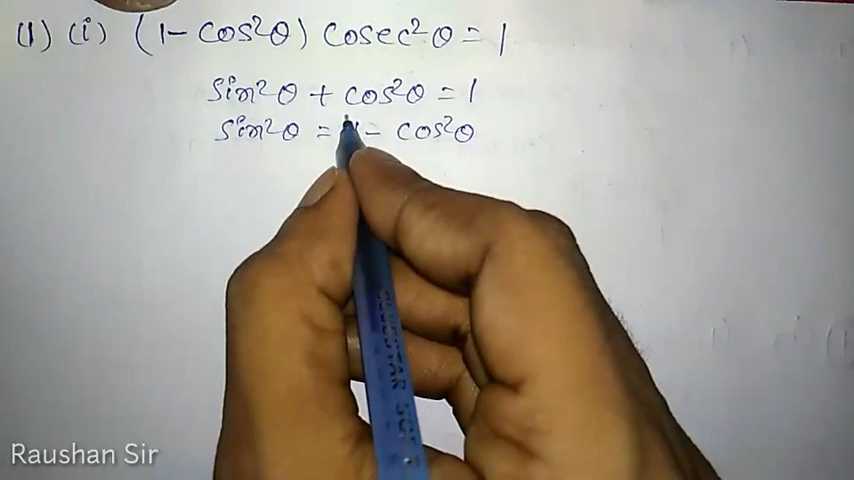 (1) (i) (1 - cos²θ) cosec²θ = 1
sin²θ + cos²θ = 1
sin²θ = 1 - cos²θ
Raushan Sir